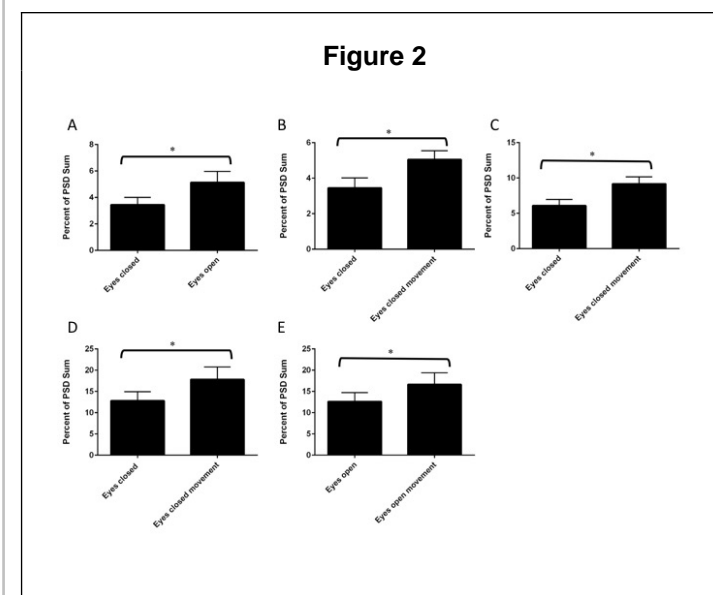 Figure 2
A
*
Percent of PSD Sum
8
6
4
2
0
Eyes closed
Eyes open
B
*
Percent of PSD Sum
6
4
2
0
Eyes closed
Eyes closed movement
C
*
Percent of PSD Sum
15
10
5
0
Eyes closed
Eyes closed movement
D
*
Percent of PSD Sum
25
20
15
10
5
0
Eyes closed
Eyes closed movement
E
*
Percent of PSD Sum
25
20
15
10
5
0
Eyes open
Eyes open movement